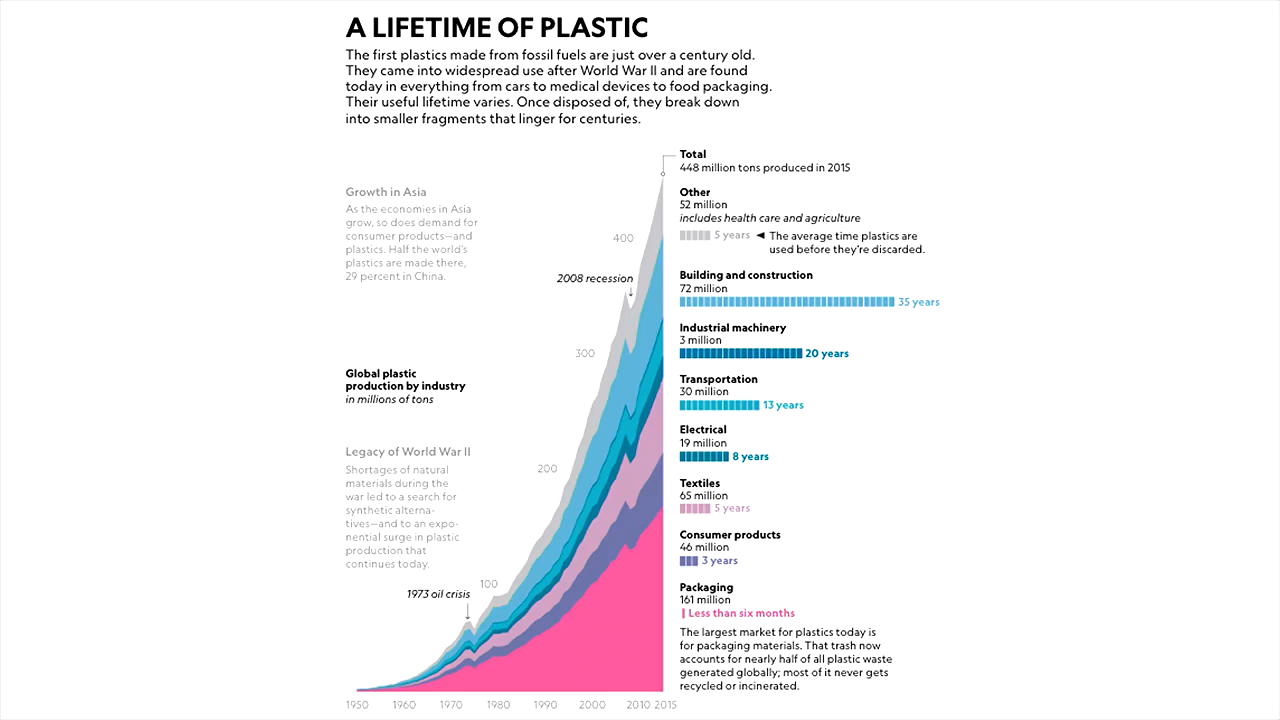 A LIFETIME OF PLASTIC
The first plastics made from fossil fuels are just over a century old.
They came into widespread use after World War II and are found
today in everything from cars to medical devices to food packaging.
Their useful lifetime varies. Once disposed of, they break down
into smaller fragments that linger for centuries.
Growth in Asia
As the economies in Asia
grow, so does demand for
consumer products—and
plastics. Half the world's
plastics are made there,
29 percent in China.
Global plastic
production by industry
in millions of tons
Legacy of World War II
Shortages of natural
materials during the
war led to a search for
synthetic alterna-
tives—and to an expo-
nential surge in plastic
production that
continues today.
400
2008 recession
300
200
100
1973 oil crisis
1950 1960 1970 1980 1990 2000 2010 2015
Total
448 million tons produced in 2015
Other
52 million
includes health care and agriculture
5 years ◄ The average time plastics are
used before they're discarded.
Building and construction
72 million
35 years
Industrial machinery
3 million
20 years
Transportation
30 million
13 years
Electrical
19 million
8 years
Textiles
65 million
5 years
Consumer products
46 million
3 years
Packaging
161 million
Less than six months
The largest market for plastics today is
for packaging materials. That trash now
accounts for nearly half of all plastic waste
generated globally; most of it never gets
recycled or incinerated.